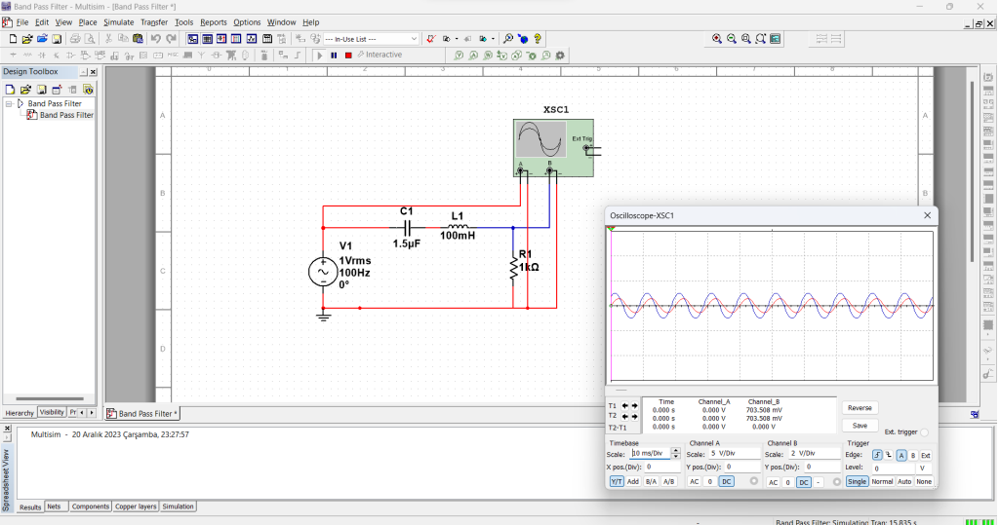 Band Pass Filter - Multisim - [Band Pass Filter *]
File Edit View Place Simulate Transfer Tools Reports Options Window Help
--- In-Use List ---
Interactive
Design Toolbox
Band Pass Filter
Band Pass Filter
Hierarchy Visibility Pr
0 1 2 3 4 5 6 7 8
A
B
C
D
A
B
XSC1
Ext Trig
A B
C1
1.5µF
L1
100mH
V1
1Vrms
100Hz
0°
R1
1kΩ
Band Pass Filter *
Oscilloscope-XSC1
Time Channel_A Channel_B
T1 0.000 s 0.000 V 703.508 mV
T2 0.000 s 0.000 V 703.508 mV
T2-T1 0.000 s 0.000 V 0.000 V
Reverse
Save
Ext. trigger
Timebase
Scale: 10 ms/Div
X pos.(Div): 0
Y/T Add B/A A/B
Channel A
Scale: 5 V/Div
Y pos.(Div): 0
AC 0 DC
Channel B
Scale: 2 V/Div
Y pos.(Div): 0
AC 0 DC -
Trigger
Edge: A B Ext
Level: 0 V
Single Normal Auto None
Multisim - 20 Aralık 2023 Çarşamba, 23:27:57
Spreadsheet View
Results Nets Components Copper layers Simulation
Band Pass Filter: Simulating Tran: 15.835 s